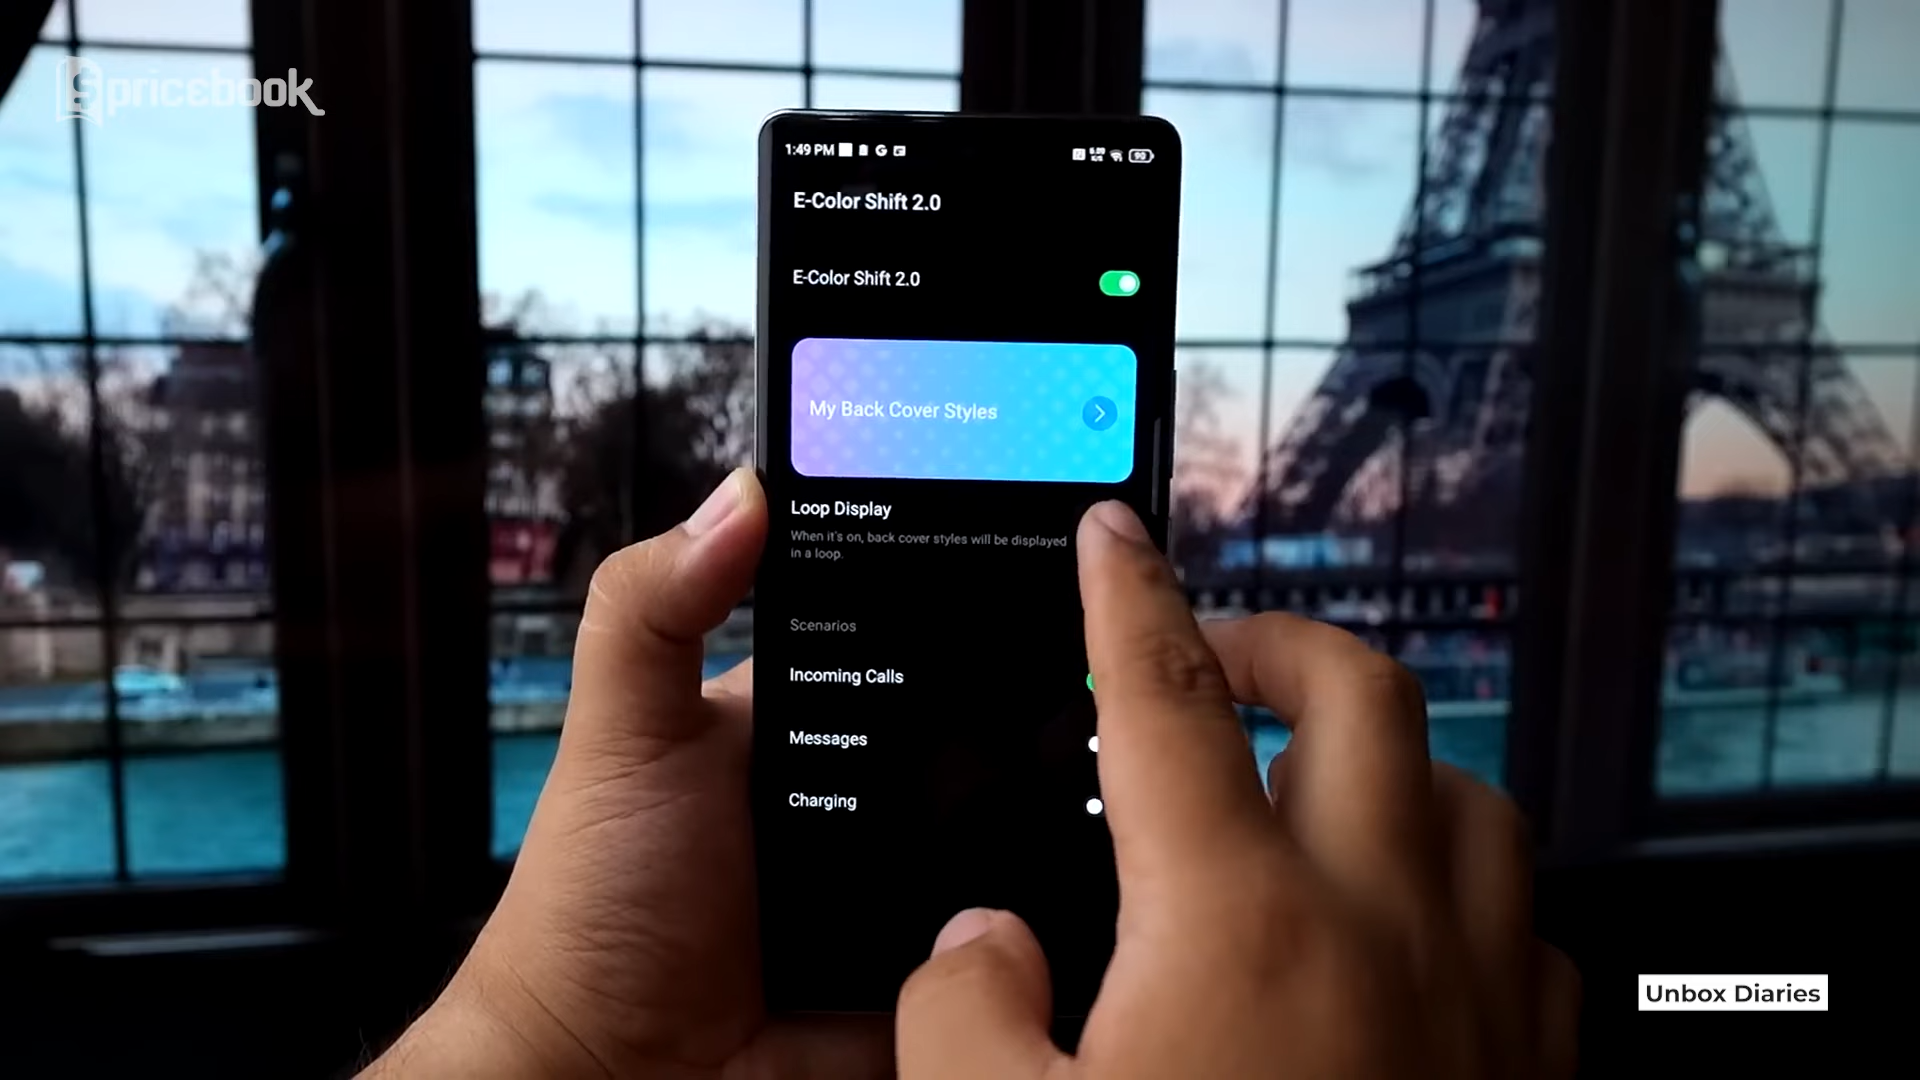 pricebook
1:49 PM
90
E-Color Shift 2.0
E-Color Shift 2.0
My Back Cover Styles
Loop Display
When it's on, back cover styles will be displayed
in a loop.
Scenarios
Incoming Calls
Messages
Charging
Unbox Diaries